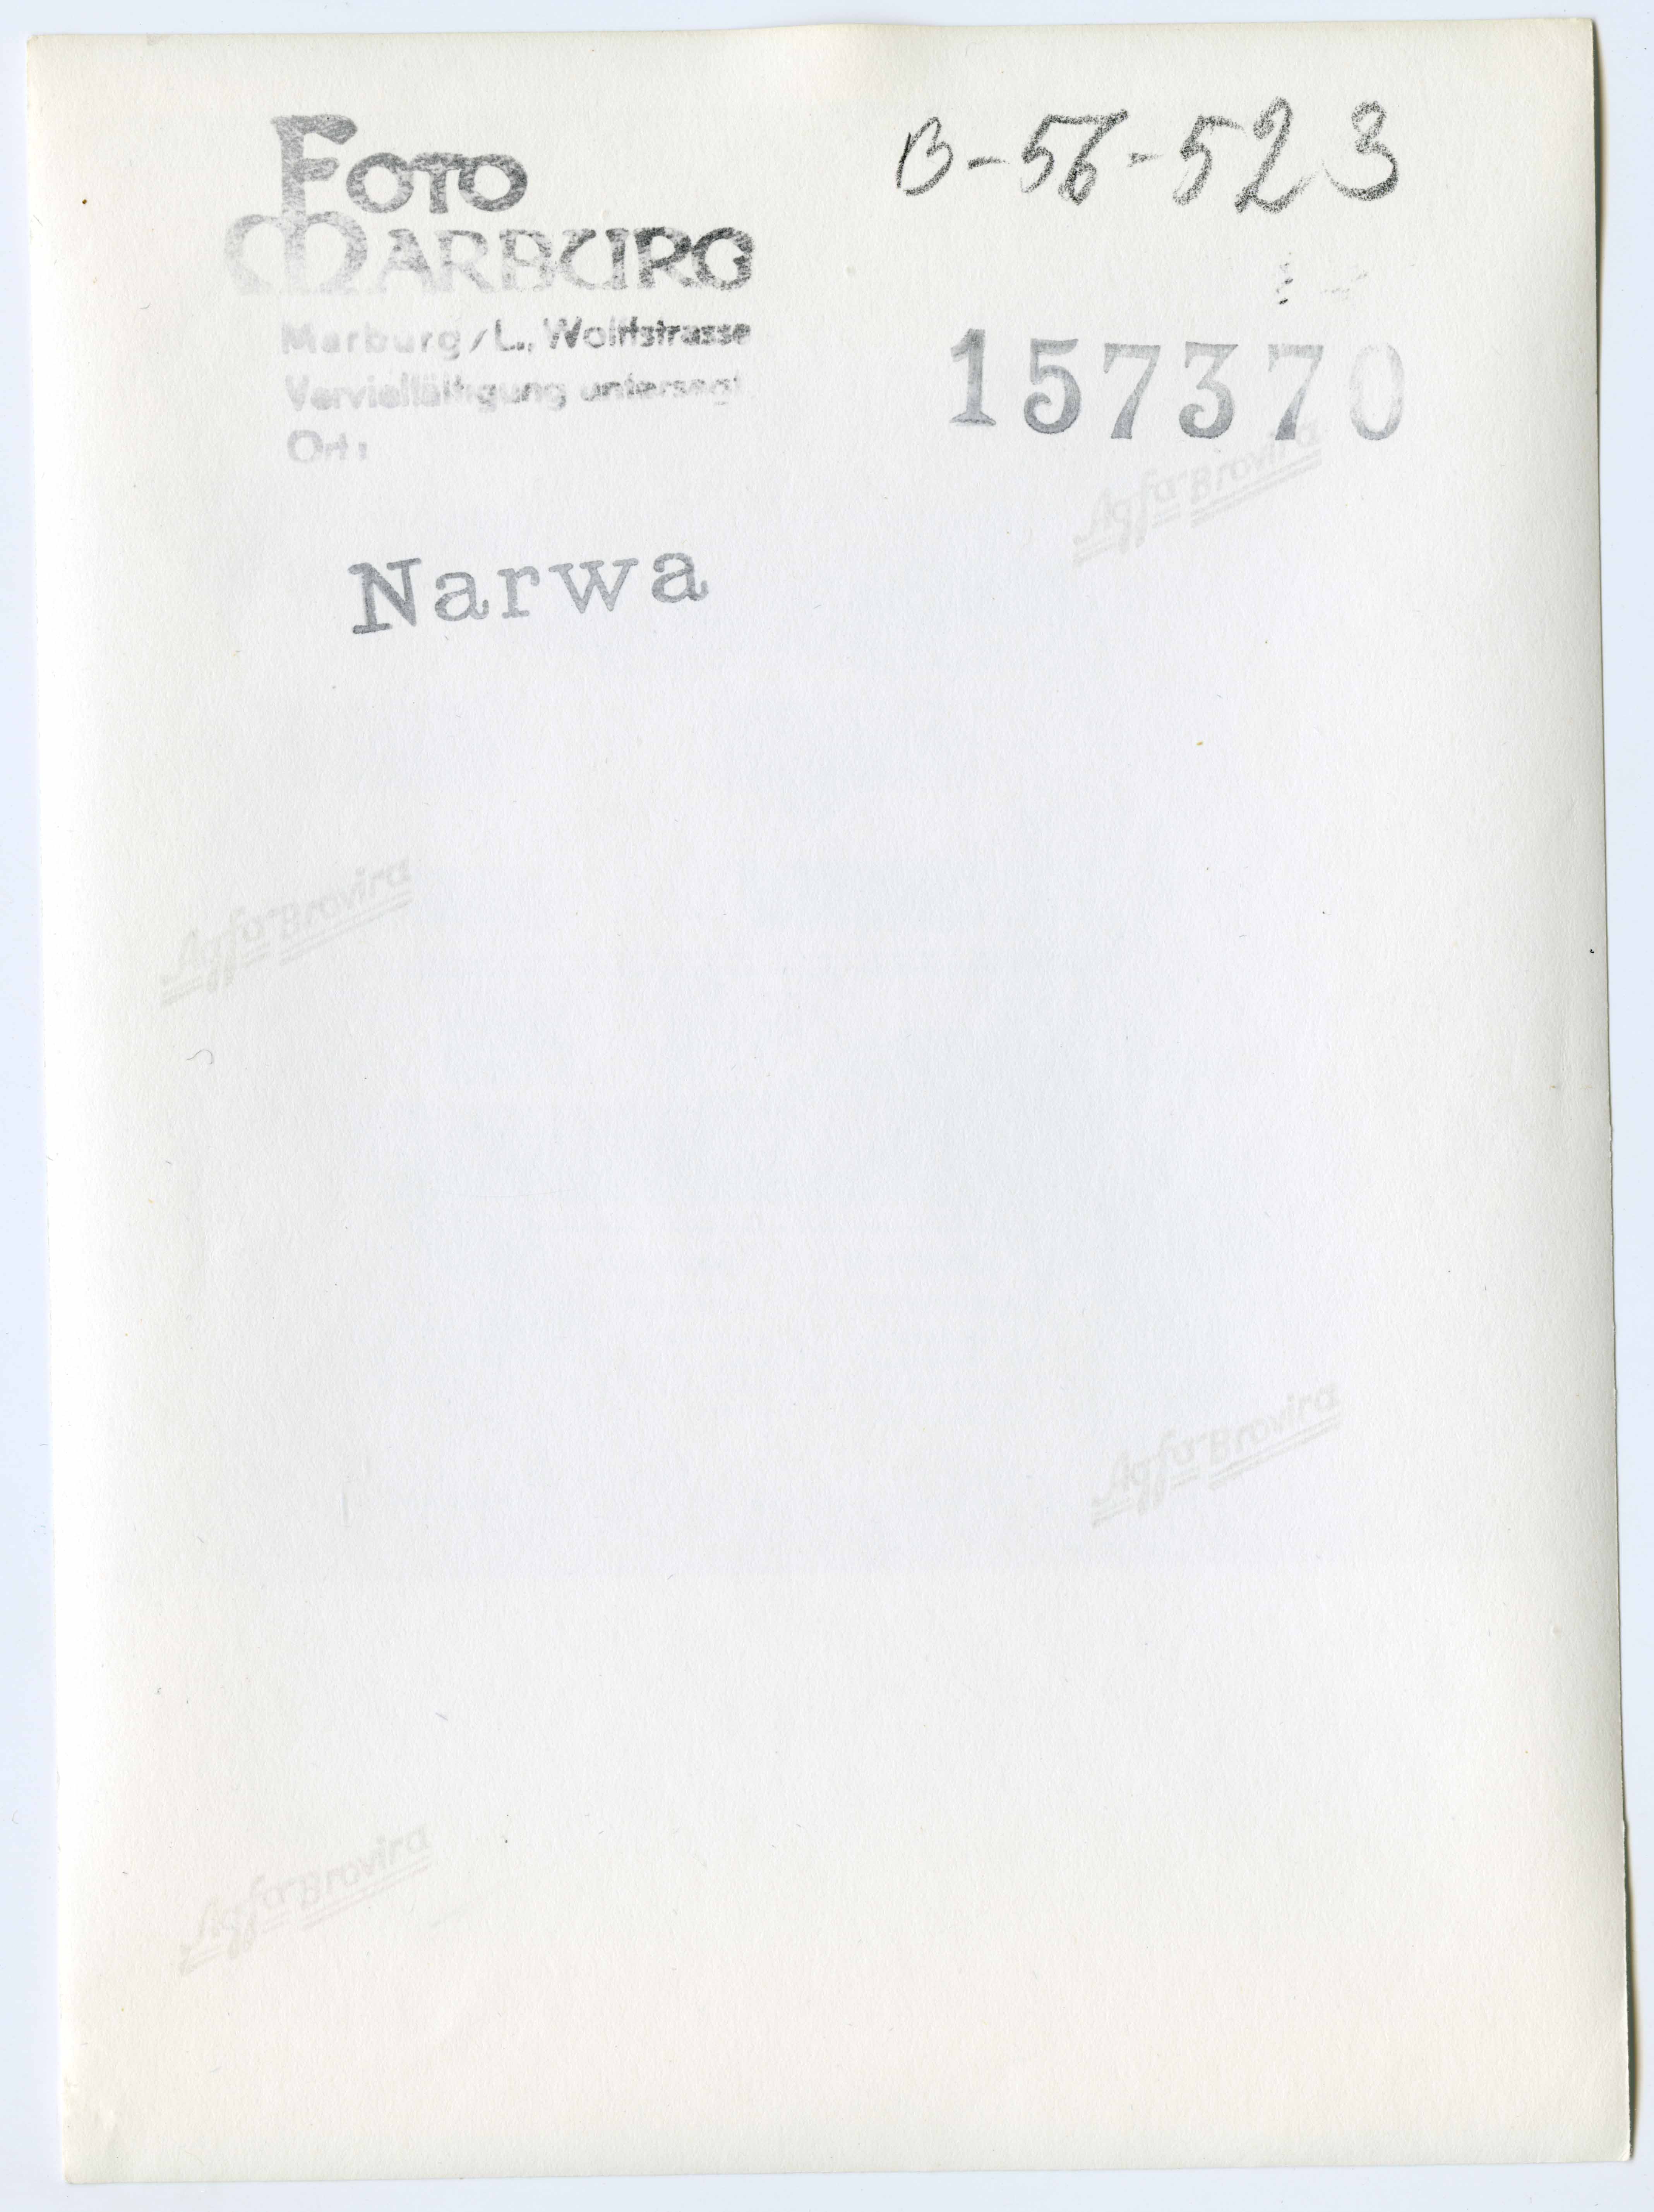 FOTO
MARBURG
Marburg/L., Wolffstrasse
Vervielfältigung untersagt
Ort:
B-56-523
157370
Agfa-Brovira
Narwa
Agfa-Brovira
Agfa-Brovira
Agfa-Brovira